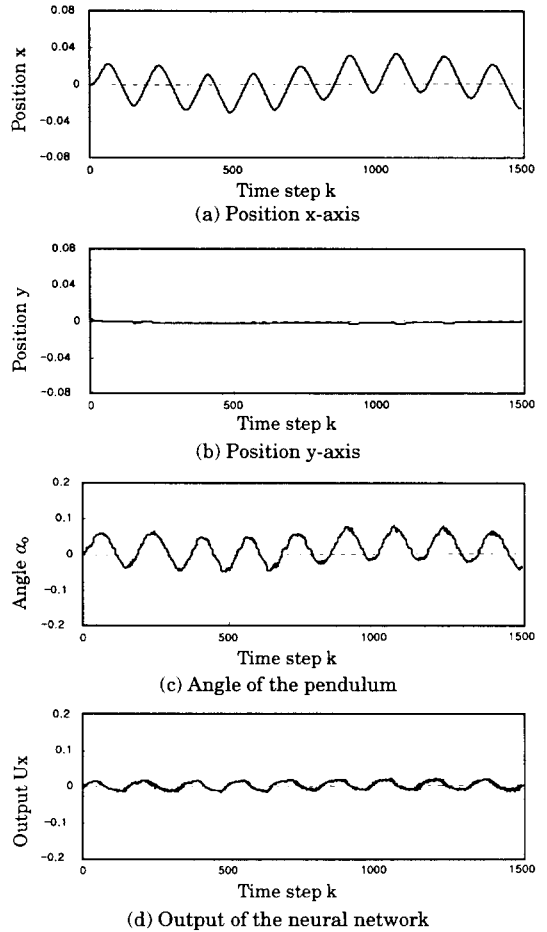 0.08
0.04
0
-0.04
-0.08
Position x
0 500 1000 1500
Time step k
(a) Position x-axis
0.08
0.04
0
-0.04
-0.08
Position y
0 500 1000 1500
Time step k
(b) Position y-axis
0.2
0.1
0
-0.1
-0.2
Angle αo
0 500 1000 1500
Time step k
(c) Angle of the pendulum
0.2
0.1
0
-0.1
-0.2
Output Ux
0 500 1000 1500
Time step k
(d) Output of the neural network